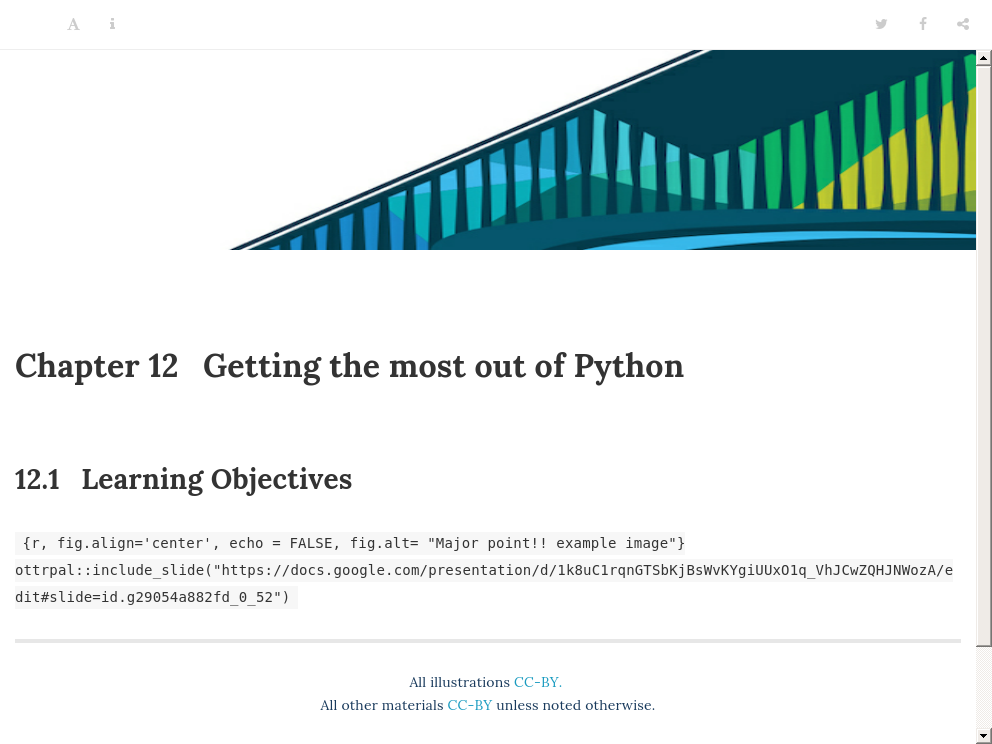 Chapter 12 Getting the most out of Python
12.1 Learning Objectives
{r, fig.align='center', echo = FALSE, fig.alt= "Major point!! example image"}
ottrpal::include_slide("https://docs.google.com/presentation/d/1k8uC1rqnGTSbKjBsWvKYgiUUxO1q_VhJCwZQHJNWozA/e
dit#slide=id.g29054a882fd_0_52")
All illustrations CC-BY.
All other materials CC-BY unless noted otherwise.